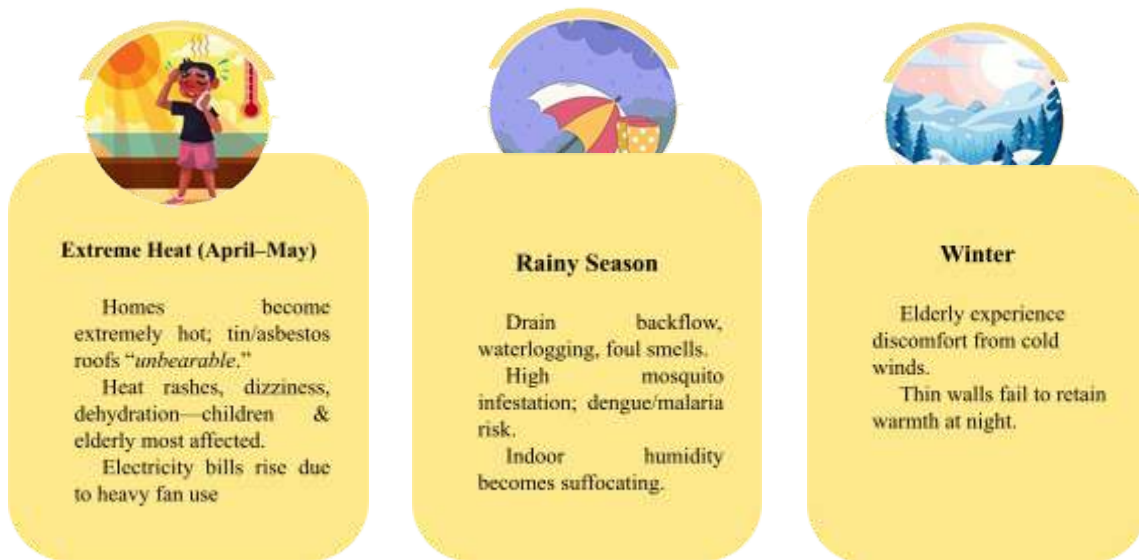 Extreme Heat (April–May)
Homes become
extremely hot; tin/asbestos
roofs “unbearable.”
Heat rashes, dizziness,
dehydration—children &
elderly most affected.
Electricity bills rise due
to heavy fan use
Rainy Season
Drain backflow,
waterlogging, foul smells.
High mosquito
infestation; dengue/malaria
risk.
Indoor humidity
becomes suffocating.
Winter
Elderly experience
discomfort from cold
winds.
Thin walls fail to retain
warmth at night.